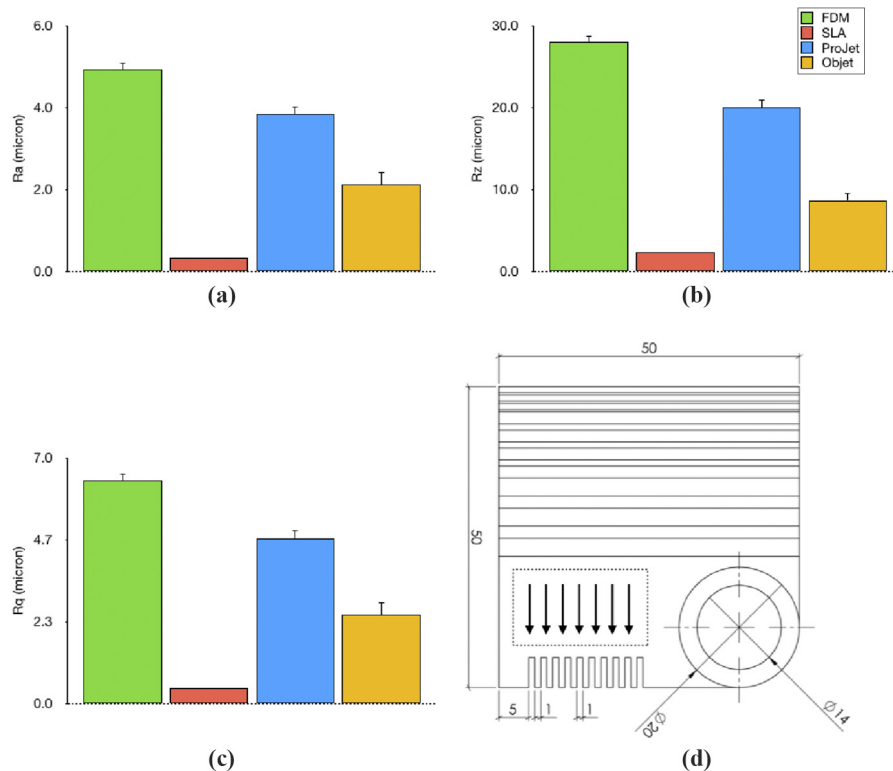 6.0
4.0
2.0
0.0
Ra (micron)
(a)
30.0
20.0
10.0
0.0
Rz (micron)
FDM
SLA
ProJet
Objet
(b)
7.0
4.7
2.3
0.0
Rq (micron)
(c)
50
50
5
1
1
Ø20
Ø14
(d)